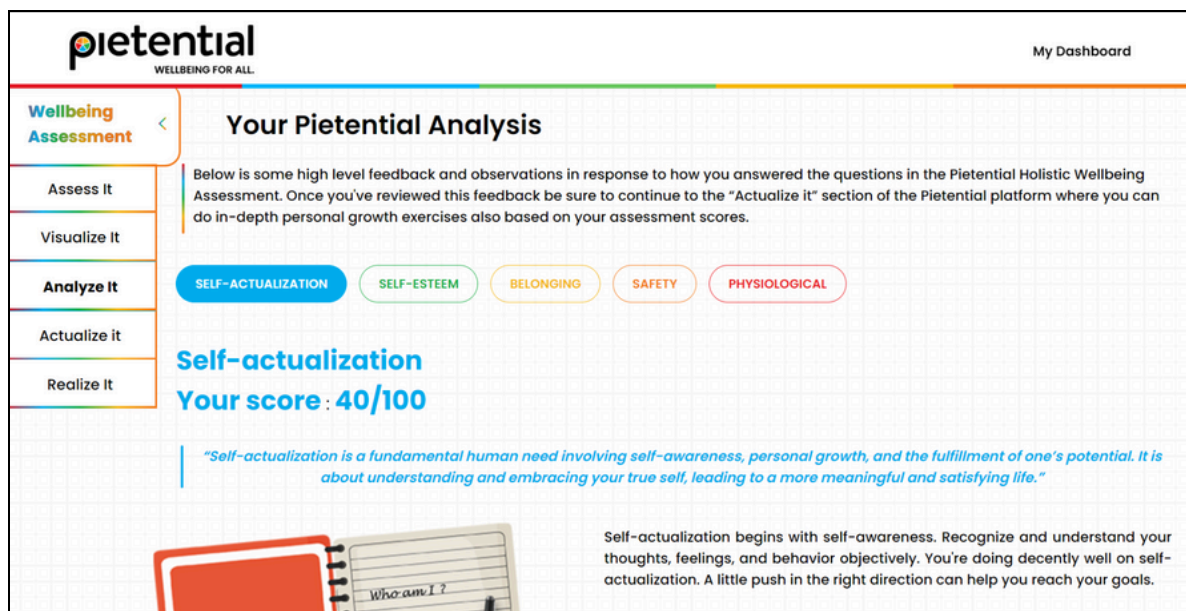 pietential
WELLBEING FOR ALL.
My Dashboard
Wellbeing
Assessment
Assess It
Visualize It
Analyze It
Actualize it
Realize It
Your Pietential Analysis
Below is some high level feedback and observations in response to how you answered the questions in the Pietential Holistic Wellbeing
Assessment. Once you've reviewed this feedback be sure to continue to the “Actualize it” section of the Pietential platform where you can
do in-depth personal growth exercises also based on your assessment scores.
SELF-ACTUALIZATION SELF-ESTEEM BELONGING SAFETY PHYSIOLOGICAL
Self-actualization
Your score : 40/100
“Self-actualization is a fundamental human need involving self-awareness, personal growth, and the fulfillment of one’s potential. It is
about understanding and embracing your true self, leading to a more meaningful and satisfying life.”
Who am I ?
Self-actualization begins with self-awareness. Recognize and understand your
thoughts, feelings, and behavior objectively. You're doing decently well on self-
actualization. A little push in the right direction can help you reach your goals.